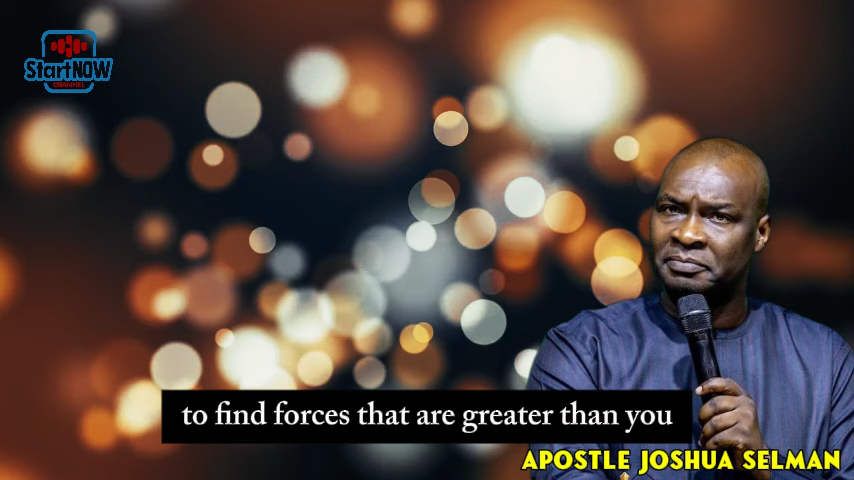 StartNOW
CHANNEL
to find forces that are greater than you
APOSTLE JOSHUA SELMAN